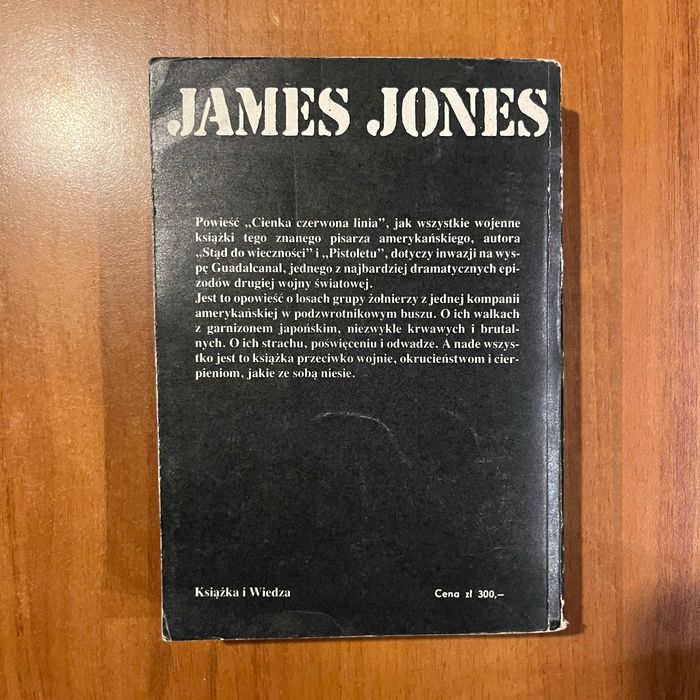 JAMES JONES
Powieść „Cienka czerwona linia”, jak wszystkie wojenne
książki tego znanego pisarza amerykańskiego, autora
„Stąd do wieczności” i „Pistoletu”, dotyczy inwazji na wys-
pę Guadalcanal, jednego z najbardziej dramatycznych epi-
zodów drugiej wojny światowej.
Jest to opowieść o losach grupy żołnierzy z jednej kompanii
amerykańskiej w podzwrotnikowym buszu. O ich walkach
z garnizonem japońskim, niezwykle krwawych i brutal-
nych. O ich strachu, poświęceniu i odwadze. A nade wszys-
tko jest to książka przeciwko wojnie, okrucieństwom i cier-
pieniom, jakie ze sobą niesie.
Książka i Wiedza
Cena zł 300,—